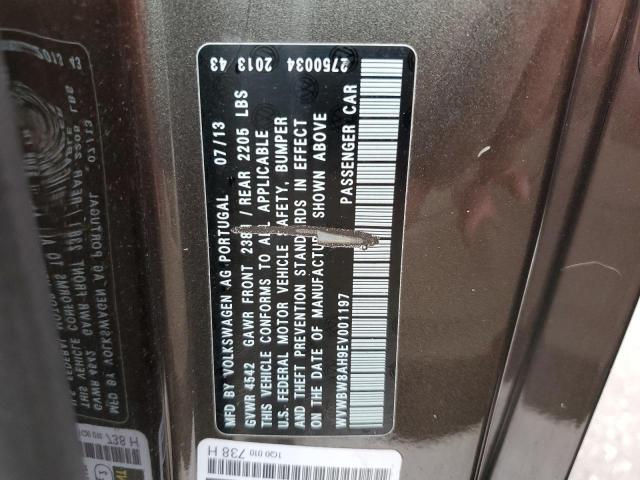 MFD BY VOLKSWAGEN AG PORTUGAL 07/13 2013 43 2750034
GVWR 4542 GAWR FRONT 238 / REAR 2205 LBS
THIS VEHICLE CONFORMS TO ALL APPLICABLE
U.S. FEDERAL MOTOR VEHICLE SAFETY, BUMPER
AND THEFT PREVENTION STANDARDS IN EFFECT
ON THE DATE OF MANUFACTURE SHOWN ABOVE
WVWBW8AH9EV001197 PASSENGER CAR
1Q0 010 738 H